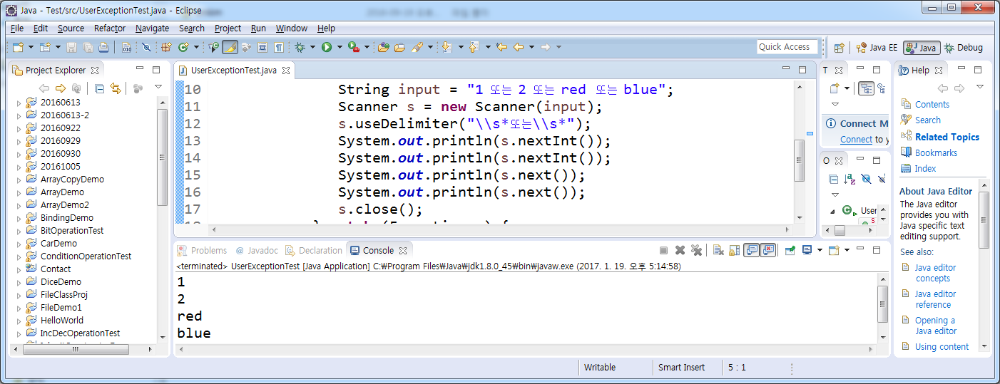 Java - Test/src/UserExceptionTest.java - Eclipse
File Edit Source Refactor Navigate Search Project Run Window Help
Quick Access
Java EE
Java
Debug
Project Explorer
20160613
20160613-2
20160922
20160929
20160930
20161005
ArrayCopyDemo
ArrayDemo
ArrayDemo2
BindingDemo
BitOperationTest
CarDemo
ConditionOperationTest
Contact
DiceDemo
FileClassProj
FileDemo1
HelloWorld
IncDecOperationTest
UserExceptionTest.java
10 String input = "1 또는 2 또는 red 또는 blue";
11 Scanner s = new Scanner(input);
12 s.useDelimiter("\\s*또는\\s*");
13 System.out.println(s.nextInt());
14 System.out.println(s.nextInt());
15 System.out.println(s.next());
16 System.out.println(s.next());
17 s.close();
Problems @ Javadoc Declaration Console
<terminated> UserExceptionTest [Java Application] C:₩Program Files₩Java₩jdk1.8.0_45₩bin₩javaw.exe (2017. 1. 19. 오후 5:14:58)
1
2
red
blue
T
Connect M
Connect to y
O
User
Help
Contents
Search
Related Topics
Bookmarks
Index
About Java Editor
The Java editor
provides you with
Java specific text
editing support.
See also:
Java editor
concepts
Java editor
reference
Opening a
Java editor
Using content
Writable
Smart Insert
5 : 1